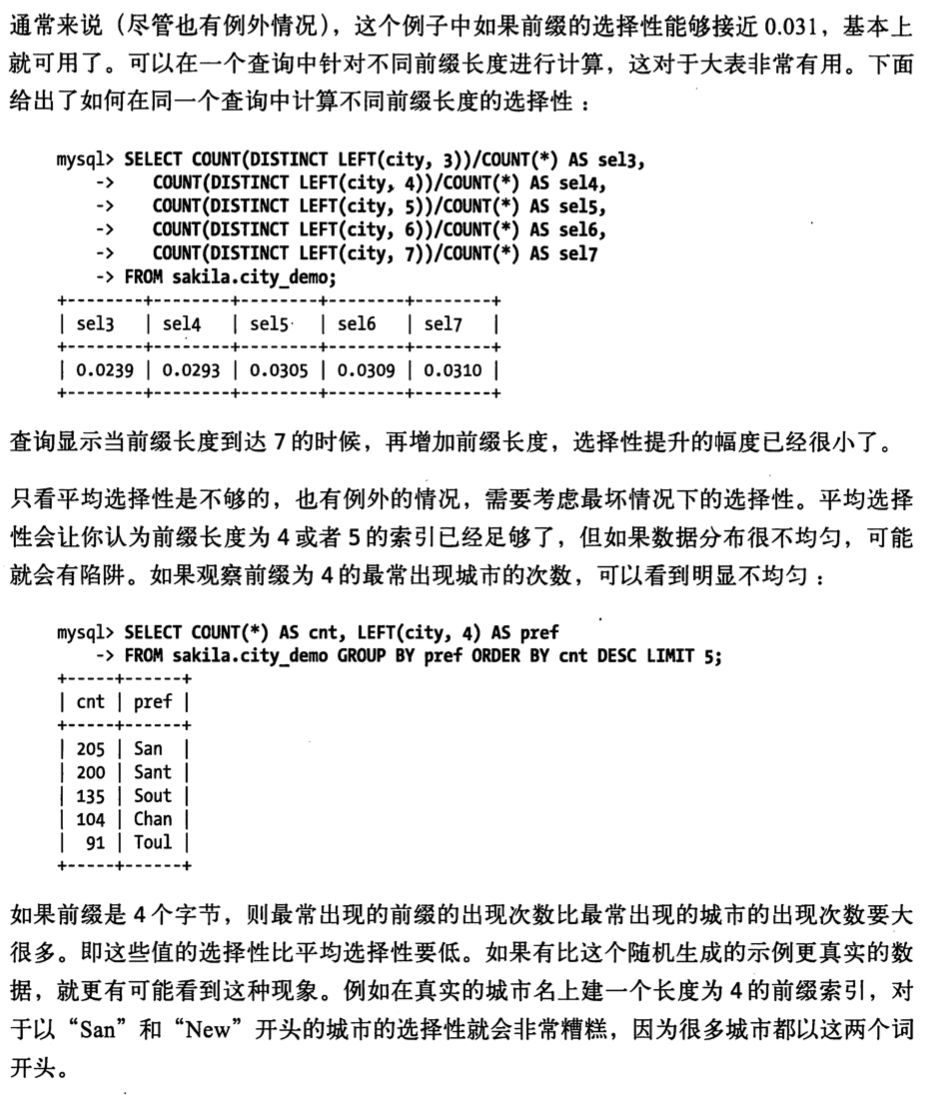 通常来说（尽管也有例外情况），这个例子中如果前缀的选择性能够接近 0.031，基本上
就可用了。可以在一个查询中针对不同前缀长度进行计算，这对于大表非常有用。下面
给出了如何在同一个查询中计算不同前缀长度的选择性：
mysql> SELECT COUNT(DISTINCT LEFT(city, 3))/COUNT(*) AS sel3,
    ->     COUNT(DISTINCT LEFT(city, 4))/COUNT(*) AS sel4,
    ->     COUNT(DISTINCT LEFT(city, 5))/COUNT(*) AS sel5,
    ->     COUNT(DISTINCT LEFT(city, 6))/COUNT(*) AS sel6,
    ->     COUNT(DISTINCT LEFT(city, 7))/COUNT(*) AS sel7
    -> FROM sakila.city_demo;
+--------+--------+--------+--------+--------+
| sel3   | sel4   | sel5   | sel6   | sel7   |
+--------+--------+--------+--------+--------+
| 0.0239 | 0.0293 | 0.0305 | 0.0309 | 0.0310 |
+--------+--------+--------+--------+--------+
查询显示当前缀长度到达 7 的时候，再增加前缀长度，选择性提升的幅度已经很小了。
只看平均选择性是不够的，也有例外的情况，需要考虑最坏情况下的选择性。平均选择
性会让你认为前缀长度为 4 或者 5 的索引已经足够了，但如果数据分布很不均匀，可能
就会有陷阱。如果观察前缀为 4 的最常出现城市的次数，可以看到明显不均匀：
mysql> SELECT COUNT(*) AS cnt, LEFT(city, 4) AS pref
    -> FROM sakila.city_demo GROUP BY pref ORDER BY cnt DESC LIMIT 5;
+-----+------+
| cnt | pref |
+-----+------+
| 205 | San  |
| 200 | Sant |
| 135 | Sout |
| 104 | Chan |
|  91 | Toul |
+-----+------+
如果前缀是 4 个字节，则最常出现的前缀的出现次数比最常出现的城市的出现次数要大
很多。即这些值的选择性比平均选择性要低。如果有比这个随机生成的示例更真实的数
据，就更有可能看到这种现象。例如在真实的城市名上建一个长度为 4 的前缀索引，对
于以“San”和“New”开头的城市的选择性就会非常糟糕，因为很多城市都以这两个词
开头。